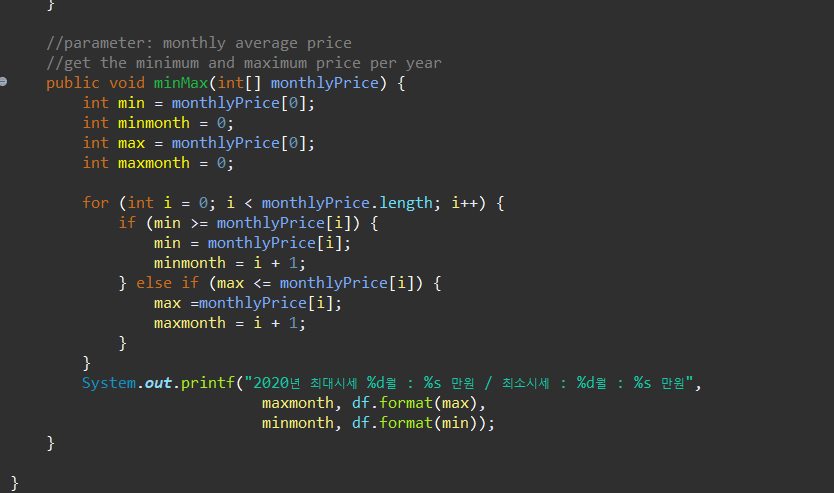 }
//parameter: monthly average price
//get the minimum and maximum price per year
public void minMax(int[] monthlyPrice) {
int min = monthlyPrice[0];
int minmonth = 0;
int max = monthlyPrice[0];
int maxmonth = 0;
for (int i = 0; i < monthlyPrice.length; i++) {
if (min >= monthlyPrice[i]) {
min = monthlyPrice[i];
minmonth = i + 1;
} else if (max <= monthlyPrice[i]) {
max =monthlyPrice[i];
maxmonth = i + 1;
}
}
System.out.printf("2020년 최대시세 %d월 : %s 만원 / 최소시세 : %d월 : %s 만원",
maxmonth, df.format(max),
minmonth, df.format(min));
}
}